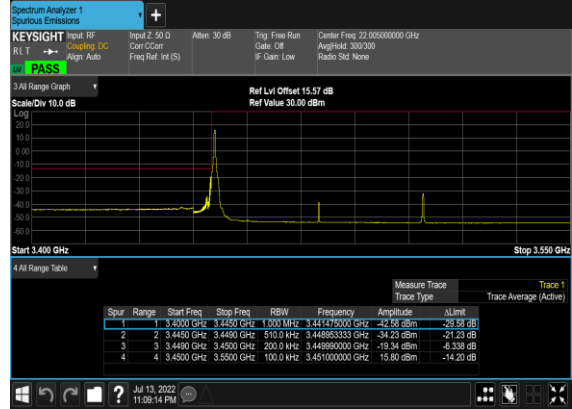 Spectrum Analyzer 1
Spurious Emissions
+
KEYSIGHT Input: RF Input Z: 50 Ω Atten: 30 dB Trig: Free Run Center Freq: 22.005000000 GHz
RLT Coupling: DC Corr CCorr Gate: Off Avg|Hold: 300/300
Align: Auto Freq Ref: Int (S) IF Gain: Low Radio Std: None
PASS
3 All Range Graph Ref Lvl Offset 15.57 dB
Scale/Div 10.0 dB Ref Value 30.00 dBm
Log
20.0
10.0
0.00
-10.0
-20.0
-30.0
-40.0
-50.0
-60.0
Start 3.400 GHz Stop 3.550 GHz
4 All Range Table
Measure Trace Trace 1
Trace Type Trace Average (Active)
Spur Range Start Freq Stop Freq RBW Frequency Amplitude ΔLimit
1 1 3.4000 GHz 3.4450 GHz 1.000 MHz 3.441475000 GHz -42.58 dBm -29.58 dB
2 2 3.4450 GHz 3.4490 GHz 510.0 kHz 3.448953333 GHz -34.23 dBm -21.23 dB
3 3 3.4490 GHz 3.4500 GHz 200.0 kHz 3.449990000 GHz -19.34 dBm -6.338 dB
4 4 3.4500 GHz 3.5500 GHz 100.0 kHz 3.451000000 GHz 15.80 dBm -14.20 dB
? Jul 13, 2022
11:09:14 PM